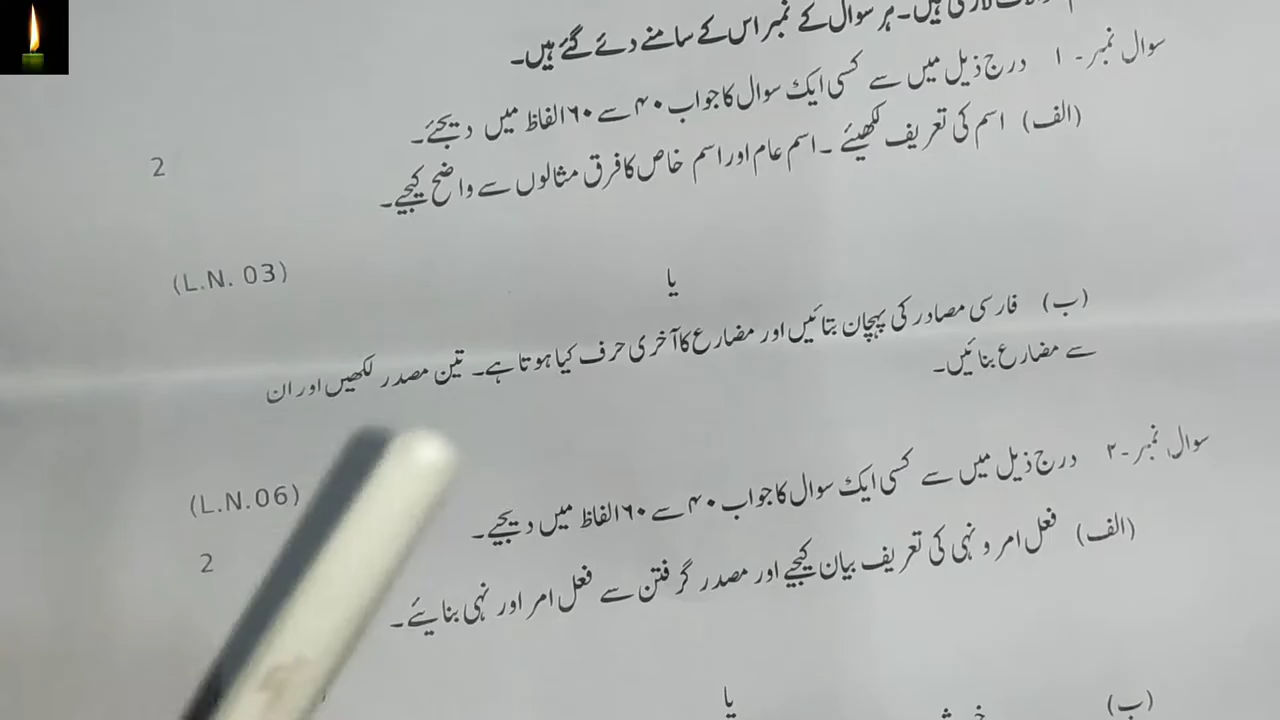 لازمی ہیں۔ ہر سوال کے نمبر اس کے سامنے دئے گئے ہیں۔
سوال نمبر۔ ۱ درج ذیل میں سے کسی ایک سوال کا جواب ۴۰ سے ۶۰ الفاظ میں دیجئے۔
(الف) اسم کی تعریف لکھیئے ۔ اسم عام اور اسم خاص کا فرق مثالوں سے واضح کیجیے۔
2
یا
(L.N. 03)
(ب) فارسی مصادر کی پہچان بتائیں اور مضارع کا آخری حرف کیا ہوتا ہے۔ تین مصدر لکھیں اور ان
سے مضارع بنائیں۔
سوال نمبر۔۲ درج ذیل میں سے کسی ایک سوال کا جواب ۴۰ سے ۶۰ الفاظ میں دیجیے۔
(L.N.06)
(الف) فعل امر و نہی کی تعریف بیان کیجیے اور مصدر گرفتن سے فعل امر اور نہی بنایئے۔
2
یا
(ب)